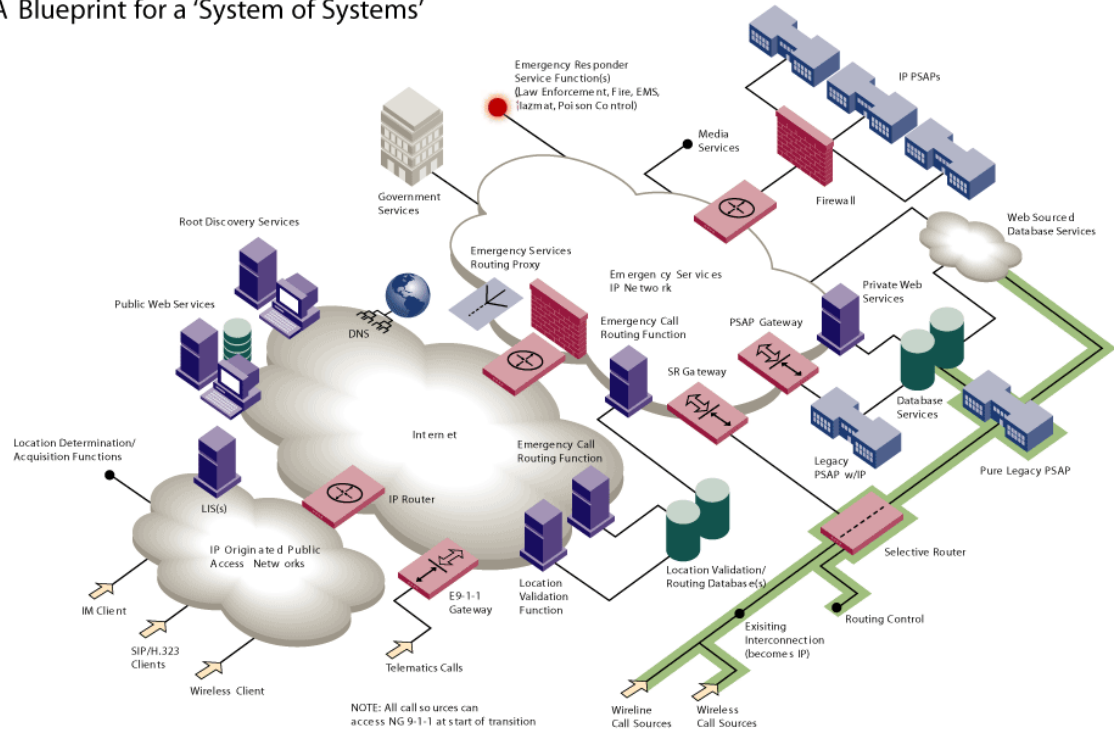 A Blueprint for a ‘System of Systems’
Emergency Responder
Service Function(s)
(Law Enforcement, Fire, EMS,
Hazmat, Poison Control)
IP PSAPs
Media
Services
Firewall
Government
Services
Web Sourced
Database Services
Root Discovery Services
Emergency Services
Routing Proxy
Emergency Services
IP Network
Private Web
Services
Public Web Services
DNS
Emergency Call
Routing Function
PSAP Gateway
SR Gateway
Database
Services
Location Determination/
Acquisition Functions
Internet
Emergency Call
Routing Function
Legacy
PSAP w/IP
Pure Legacy PSAP
LIS(s)
IP Router
IP Originated Public
Access Networks
Selective Router
E9-1-1
Gateway
Location
Validation
Function
Location Validation/
Routing Database(s)
IM Client
Routing Control
Exisiting
Interconnection
(becomes IP)
SIP/H.323
Clients
Telematics Calls
Wireless Client
NOTE: All call sources can
access NG 9-1-1 at start of transition
Wireline
Call Sources
Wireless
Call Sources